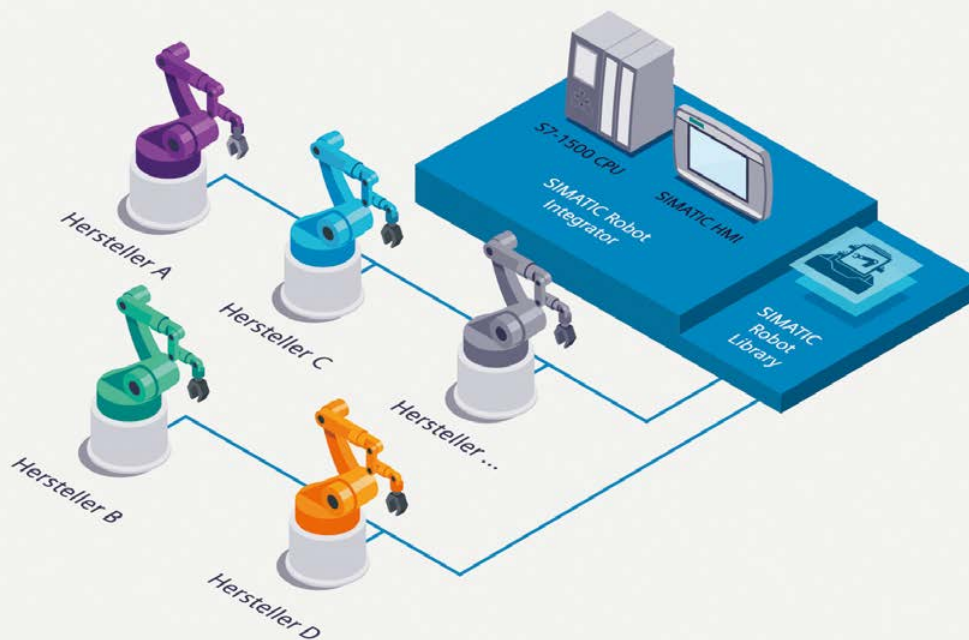 S7-1500 CPU
SIMATIC HMI
SIMATIC Robot
Integrator
SIMATIC
Robot
Library
Hersteller A
Hersteller C
Hersteller ...
Hersteller B
Hersteller D